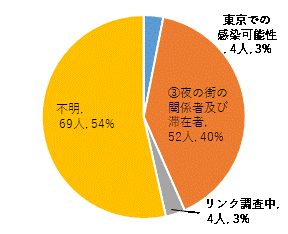 東京での
感染可能性
,4人,3%
③夜の街の
関係者及び
滞在者,
52人,40%
不明,
69人,54%
リンク調査中,
4人,3%